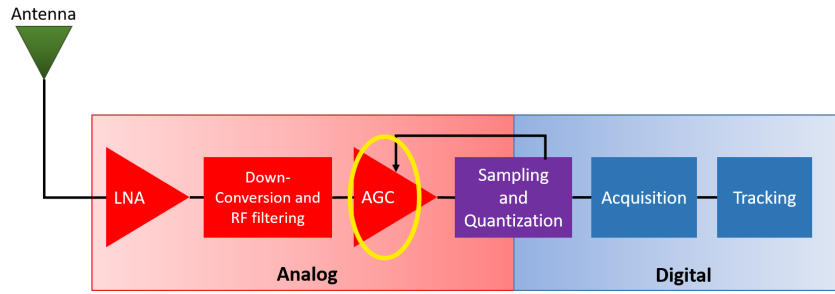 Antenna
LNA
Down-
Conversion and
RF filtering
AGC
Sampling
and
Quantization
Acquisition
Tracking
Analog
Digital